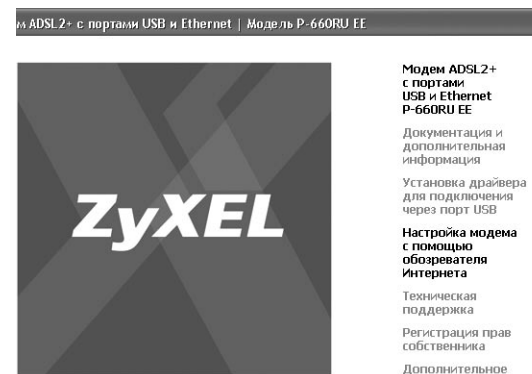 м ADSL2+ с портами USB и Ethernet | Модель P-660RU EE
ZyXEL
Модем ADSL2+
с портами
USB и Ethernet
P-660RU EE
Документация и
дополнительная
информация
Установка драйвера
для подключения
через порт USB
Настройка модема
с помощью
обозревателя
Интернета
Техническая
поддержка
Регистрация прав
собственника
Дополнительное